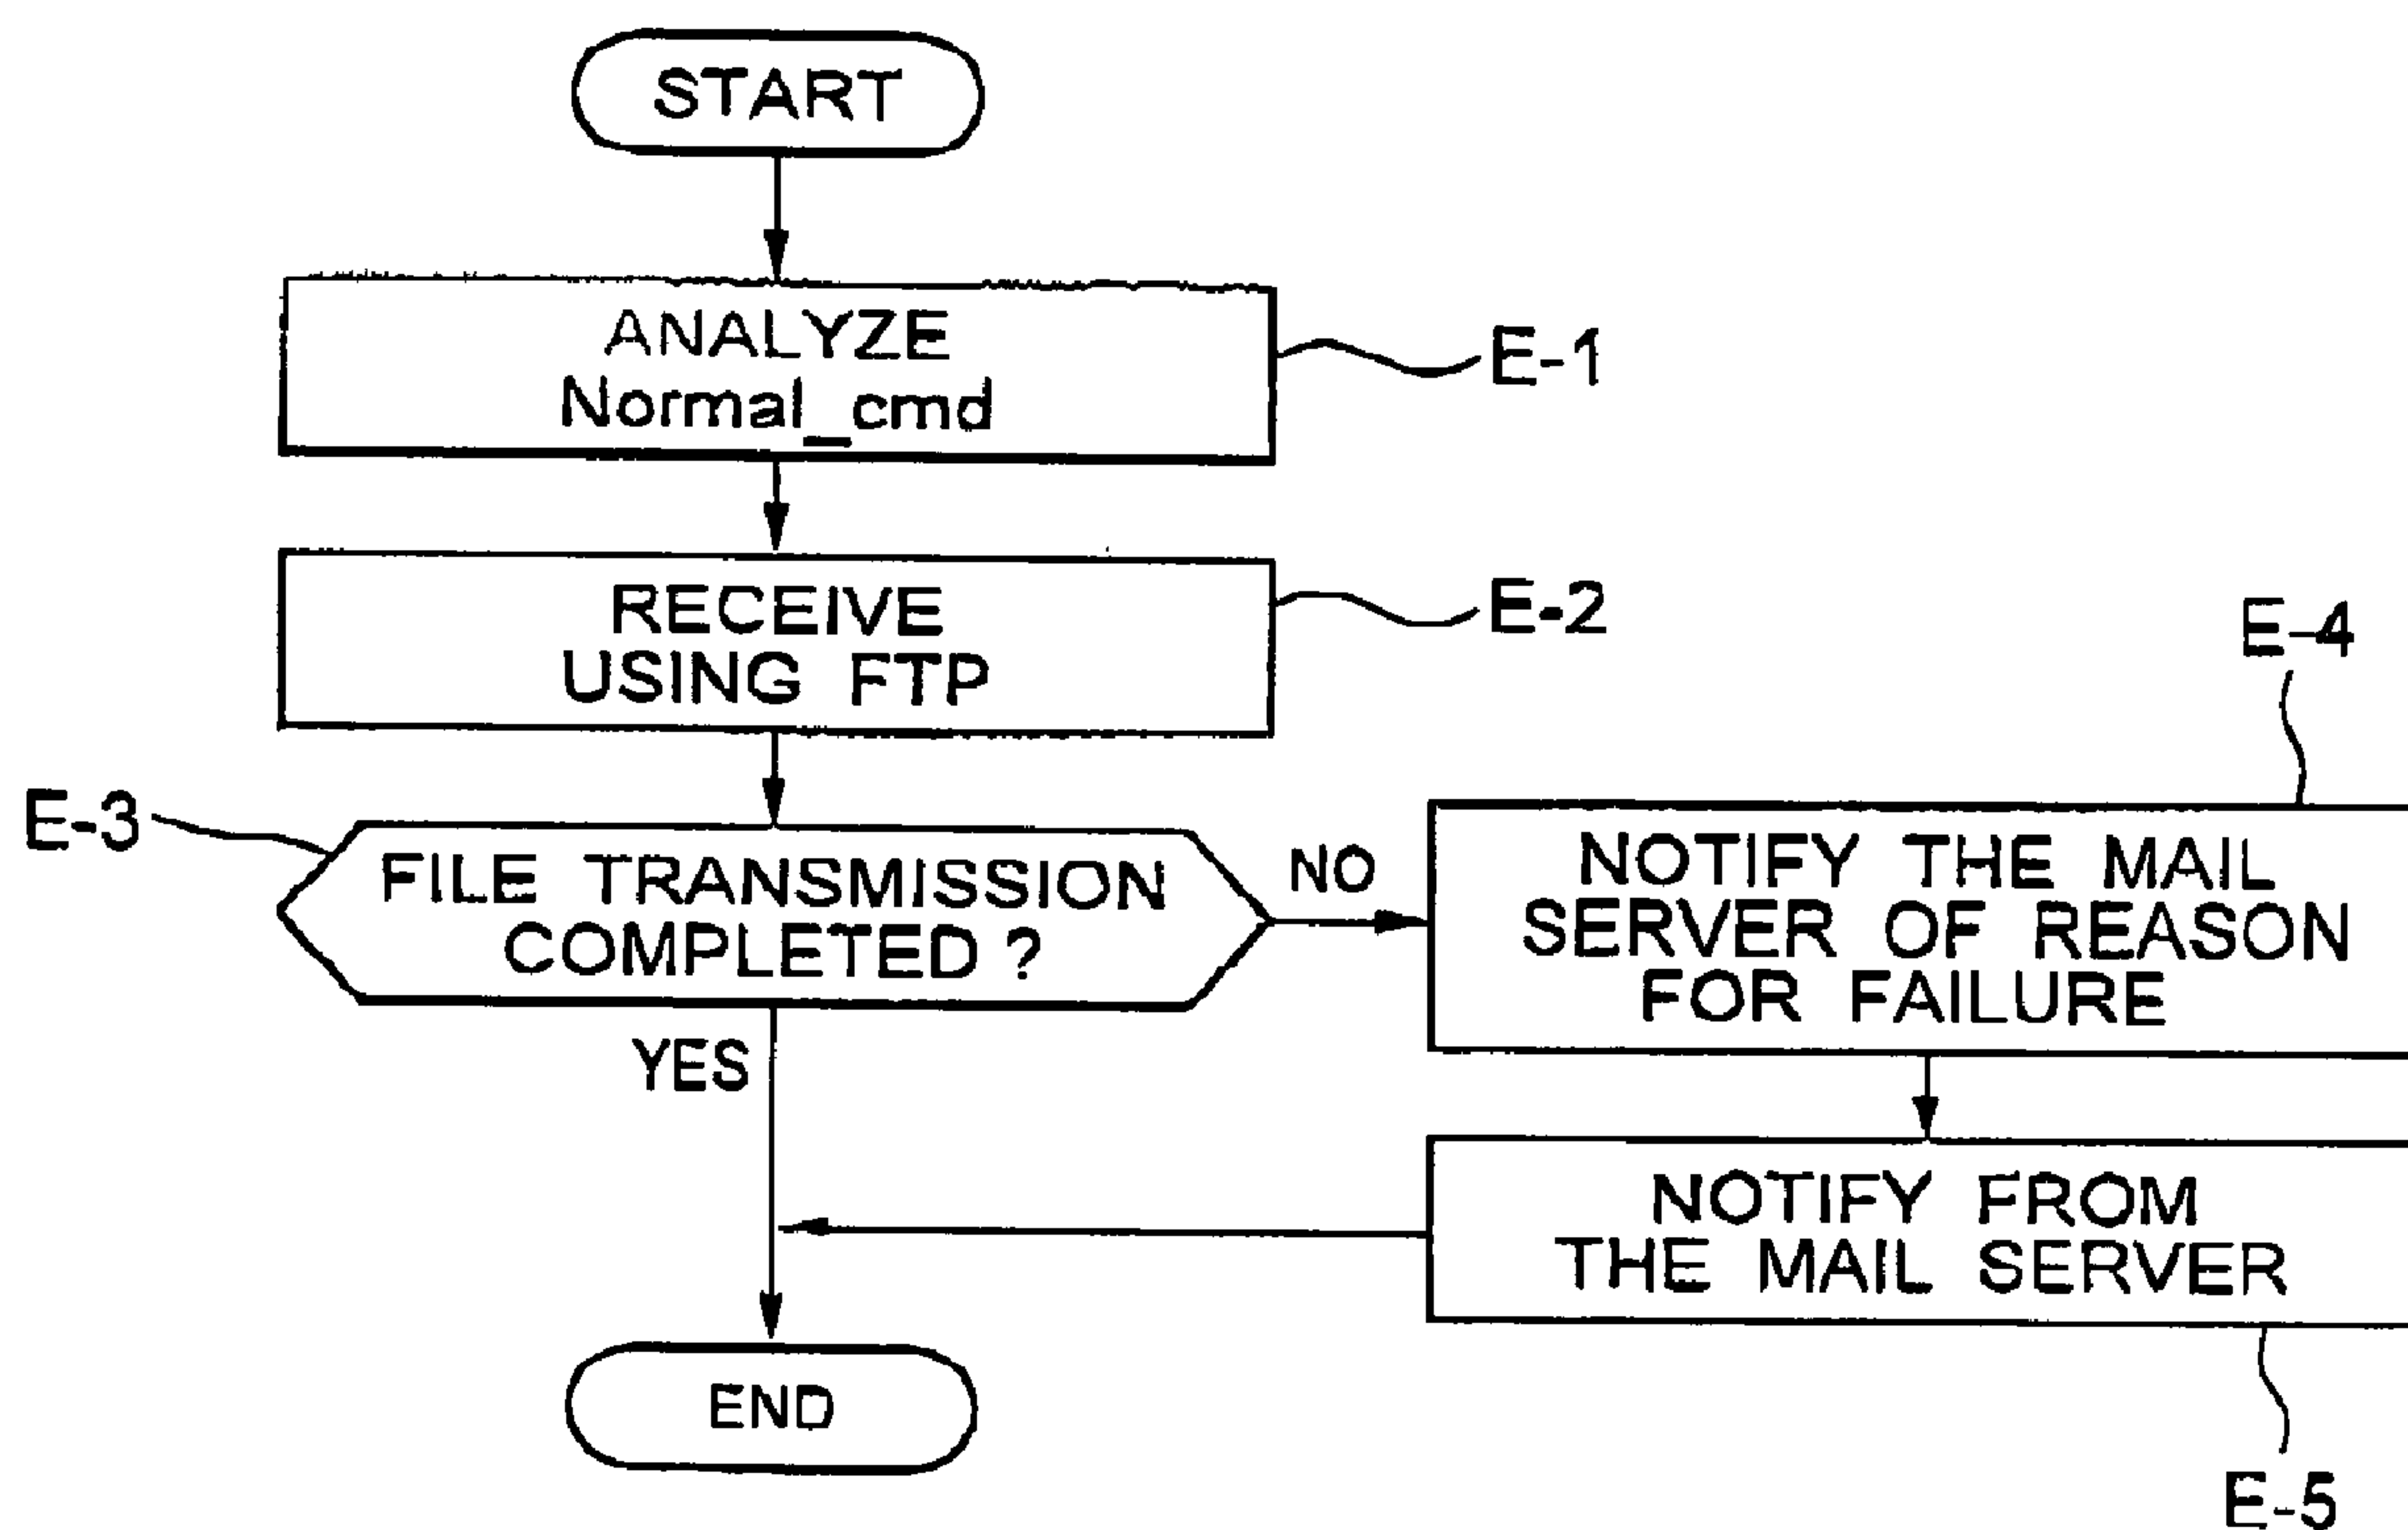 START
ANALYZE
Normal_cmd
E-1
RECEIVE
USING FTP
E-2
E-3
FILE TRANSMISSION
COMPLETED ?
NO
YES
E-4
NOTIFY THE MAIL
SERVER OF REASON
FOR FAILURE
NOTIFY FROM
THE MAIL SERVER
E-5
END